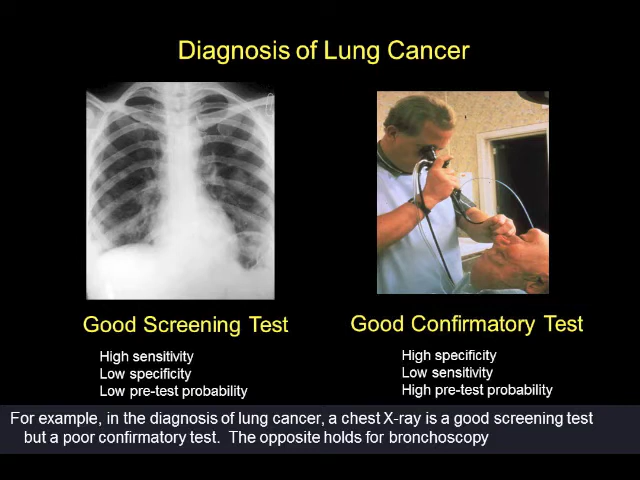 Diagnosis of Lung Cancer
Good Screening Test
High sensitivity
Low specificity
Low pre-test probability
Good Confirmatory Test
High specificity
Low sensitivity
High pre-test probability
For example, in the diagnosis of lung cancer, a chest X-ray is a good screening test
but a poor confirmatory test. The opposite holds for bronchoscopy